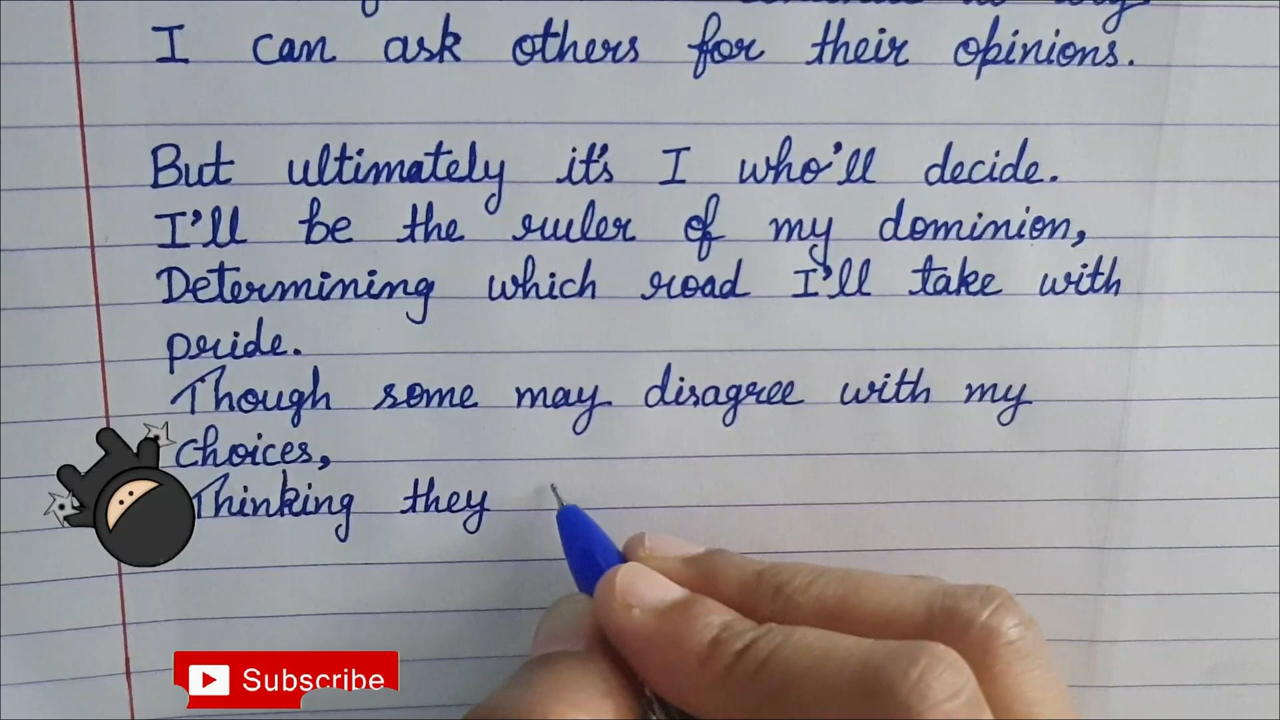 I can ask others for their opinions.
But ultimately it's I who'll decide.
I'll be the ruler of my dominion,
Determining which road I'll take with
pride.
Though some may disagree with my
choices,
Thinking they
Subscribe